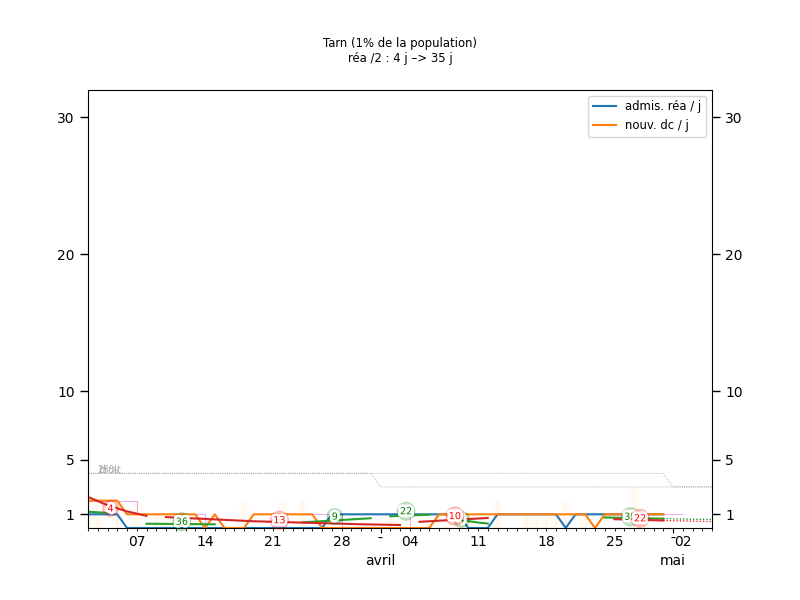 Tarn (1% de la population)
réa /2 : 4 j –> 35 j
admis. réa / j
nouv. dc / j
30 30
20 20
10 10
5 5
4
36
13
9
22
10
22
1 1
07 14 21 28 - 04 11 18 25 - 02
avril mai